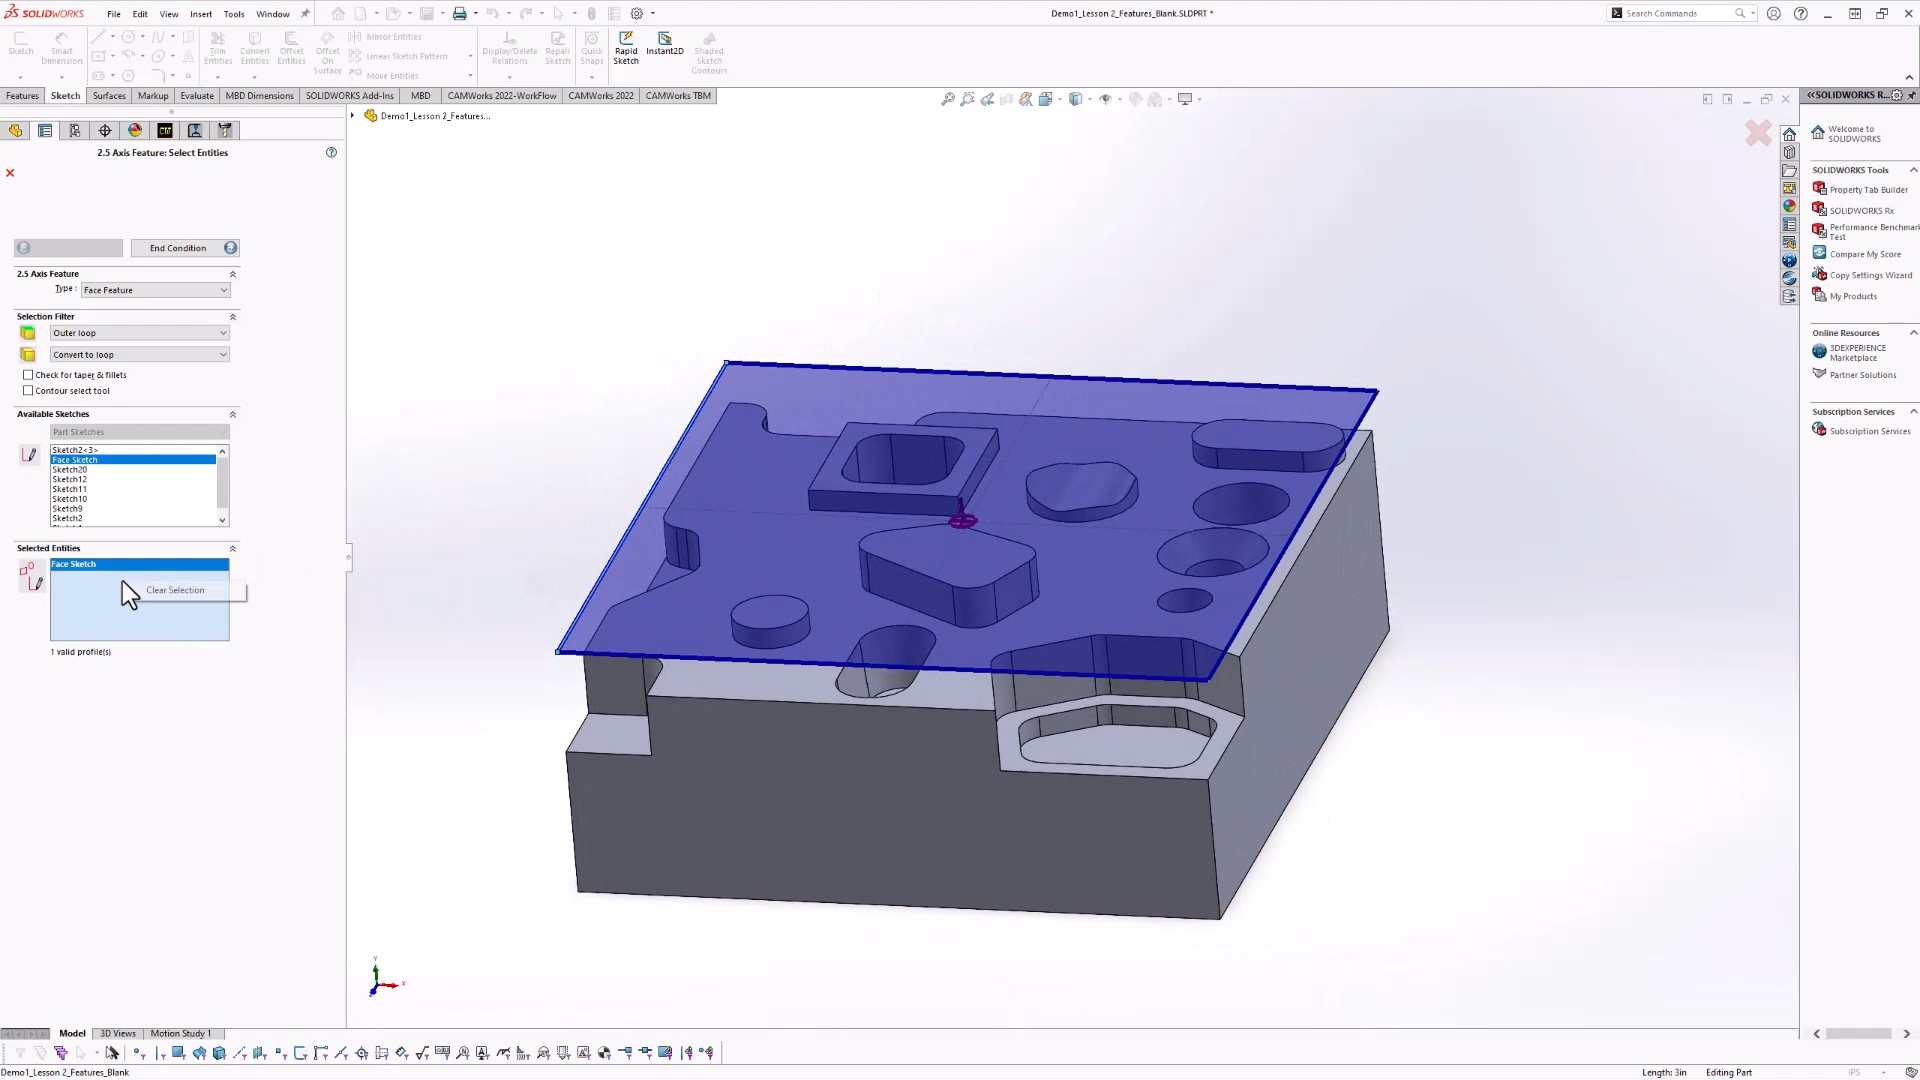 SOLIDWORKS File Edit View Insert Tools Window Demo1_Lesson 2_Features_Blank.SLDPRT * Search Commands
Sketch Smart Dimension Trim Entities Convert Entities Offset Entities Offset On Surface Mirror Entities Linear Sketch Pattern Move Entities Display/Delete Relations Repair Sketch Quick Snaps Rapid Sketch Instant2D Shaded Sketch Contours
Features Sketch Surfaces Markup Evaluate MBD Dimensions SOLIDWORKS Add-Ins MBD CAMWorks 2022-WorkFlow CAMWorks 2022 CAMWorks TBM
SOLIDWORKS R...
Demo1_Lesson 2_Features...
Welcome to
SOLIDWORKS
2.5 Axis Feature: Select Entities
SOLIDWORKS Tools
Property Tab Builder
SOLIDWORKS Rx
Performance Benchmark
Test
Compare My Score
Copy Settings Wizard
My Products
Online Resources
3DEXPERIENCE
Marketplace
Partner Solutions
Subscription Services
Subscription Services
End Condition
2.5 Axis Feature
Type : Face Feature
Selection Filter
Outer loop
Convert to loop
Check for taper & fillets
Contour select tool
Available Sketches
Part Sketches
Sketch2<3>
Face Sketch
Sketch20
Sketch12
Sketch11
Sketch10
Sketch9
Sketch2
Selected Entities
Face Sketch
Clear Selection
1 valid profile(s)
Y
X
Z
Model 3D Views Motion Study 1
Demo1_Lesson 2_Features_Blank Length: 3in Editing Part IPS